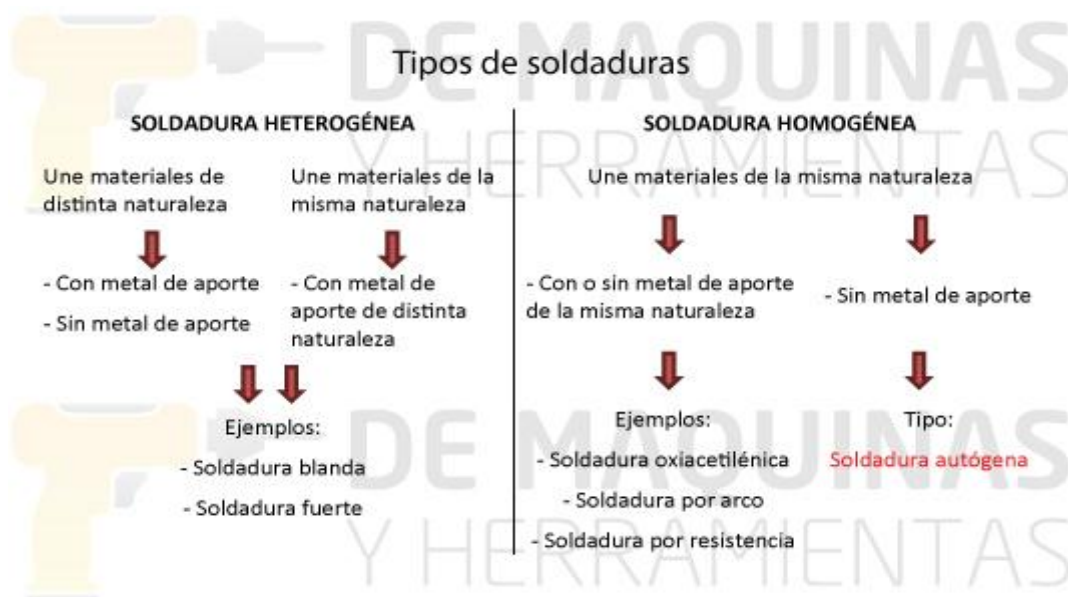 DE MAQUINAS
Y HERRAMIENTAS
Tipos de soldaduras
SOLDADURA HETEROGÉNEA
Une materiales de
distinta naturaleza
Une materiales de la
misma naturaleza
- Con metal de aporte
- Sin metal de aporte
- Con metal de
aporte de distinta
naturaleza
Ejemplos:
- Soldadura blanda
- Soldadura fuerte
SOLDADURA HOMOGÉNEA
Une materiales de la misma naturaleza
- Con o sin metal de aporte
de la misma naturaleza
- Sin metal de aporte
Ejemplos:
- Soldadura oxiacetilénica
- Soldadura por arco
- Soldadura por resistencia
Tipo:
Soldadura autógena
DE MAQUINAS
Y HERRAMIENTAS